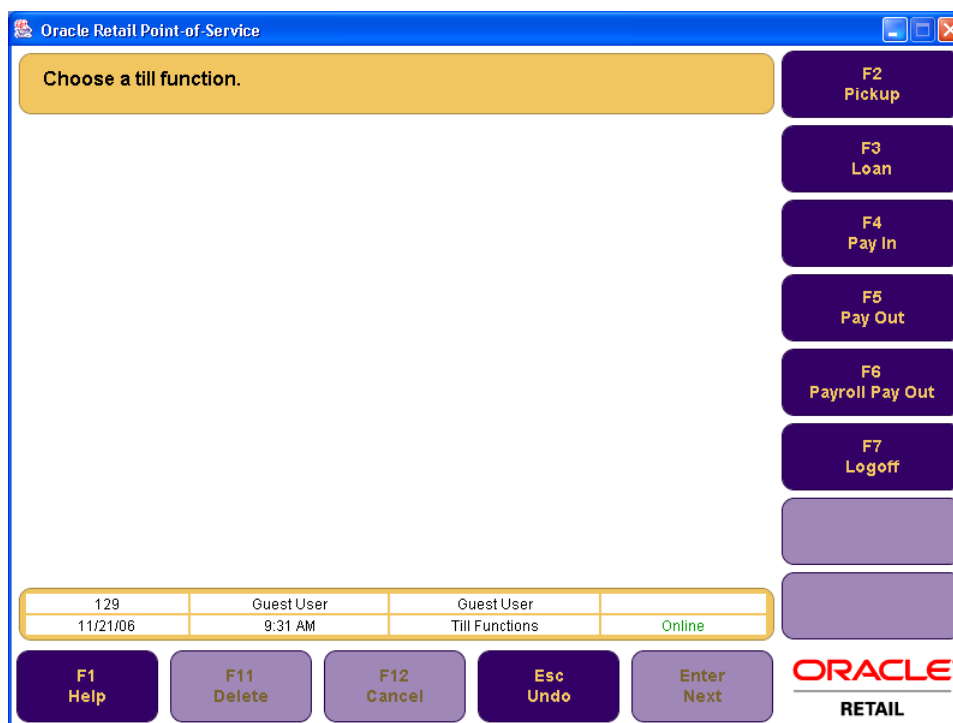 Oracle Retail Point-of-Service
Choose a till function.
F2
Pickup
F3
Loan
F4
Pay In
F5
Pay Out
F6
Payroll Pay Out
F7
Logoff
129 Guest User Guest User
11/21/06 9:31 AM Till Functions Online
F1
Help
F11
Delete
F12
Cancel
Esc
Undo
Enter
Next
ORACLE
RETAIL